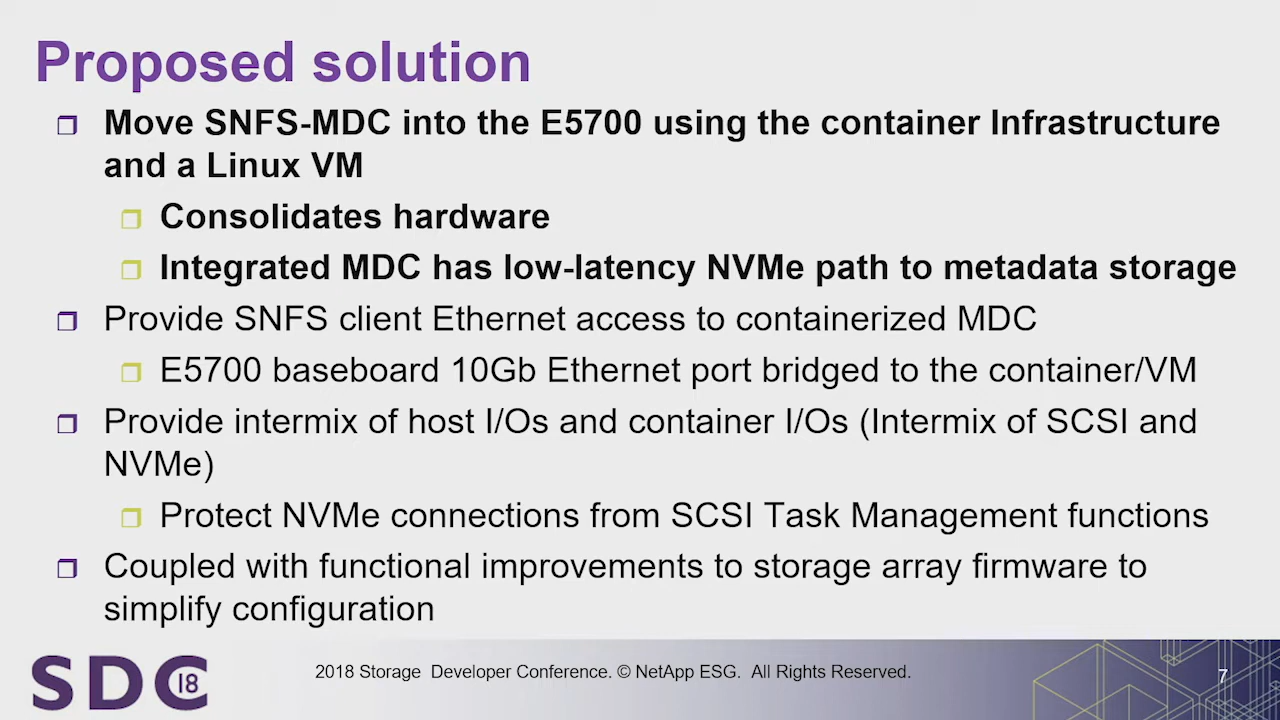 Proposed solution
Move SNFS-MDC into the E5700 using the container Infrastructure
and a Linux VM
Consolidates hardware
Integrated MDC has low-latency NVMe path to metadata storage
Provide SNFS client Ethernet access to containerized MDC
E5700 baseboard 10Gb Ethernet port bridged to the container/VM
Provide intermix of host I/Os and container I/Os (Intermix of SCSI and
NVMe)
Protect NVMe connections from SCSI Task Management functions
Coupled with functional improvements to storage array firmware to
simplify configuration
SDC 18
2018 Storage Developer Conference. © NetApp ESG. All Rights Reserved.
7